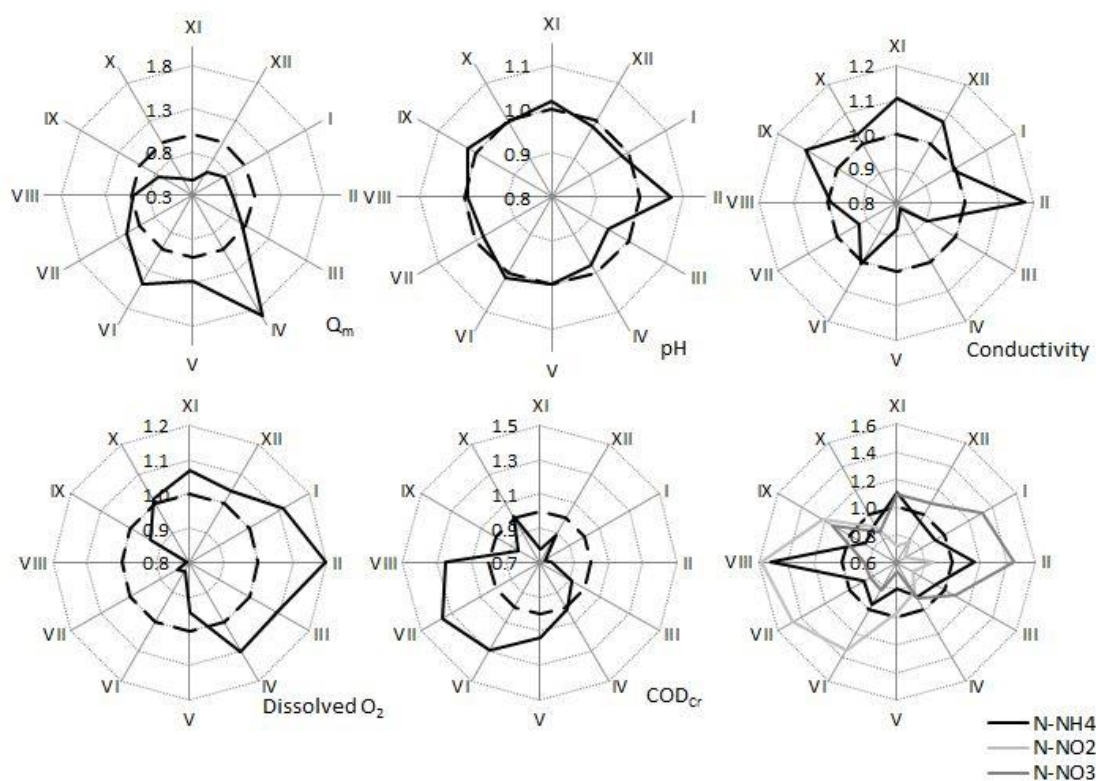 XI
XII
I
II
III
IV
V
VI
VII
VIII
IX
X
1.8
1.3
0.8
0.3
Qm
XI
XII
I
II
III
IV
V
VI
VII
VIII
IX
X
1.1
1.0
0.9
0.8
pH
XI
XII
I
II
III
IV
V
VI
VII
VIII
IX
X
1.2
1.1
1.0
0.9
0.8
Conductivity
XI
XII
I
II
III
IV
V
VI
VII
VIII
IX
X
1.2
1.1
1.0
0.9
0.8
Dissolved O2
XI
XII
I
II
III
IV
V
VI
VII
VIII
IX
X
1.5
1.3
1.1
0.9
0.7
CODCr
XI
XII
I
II
III
IV
V
VI
VII
VIII
IX
X
1.6
1.4
1.2
1.0
0.8
0.6
N-NH4
N-NO2
N-NO3